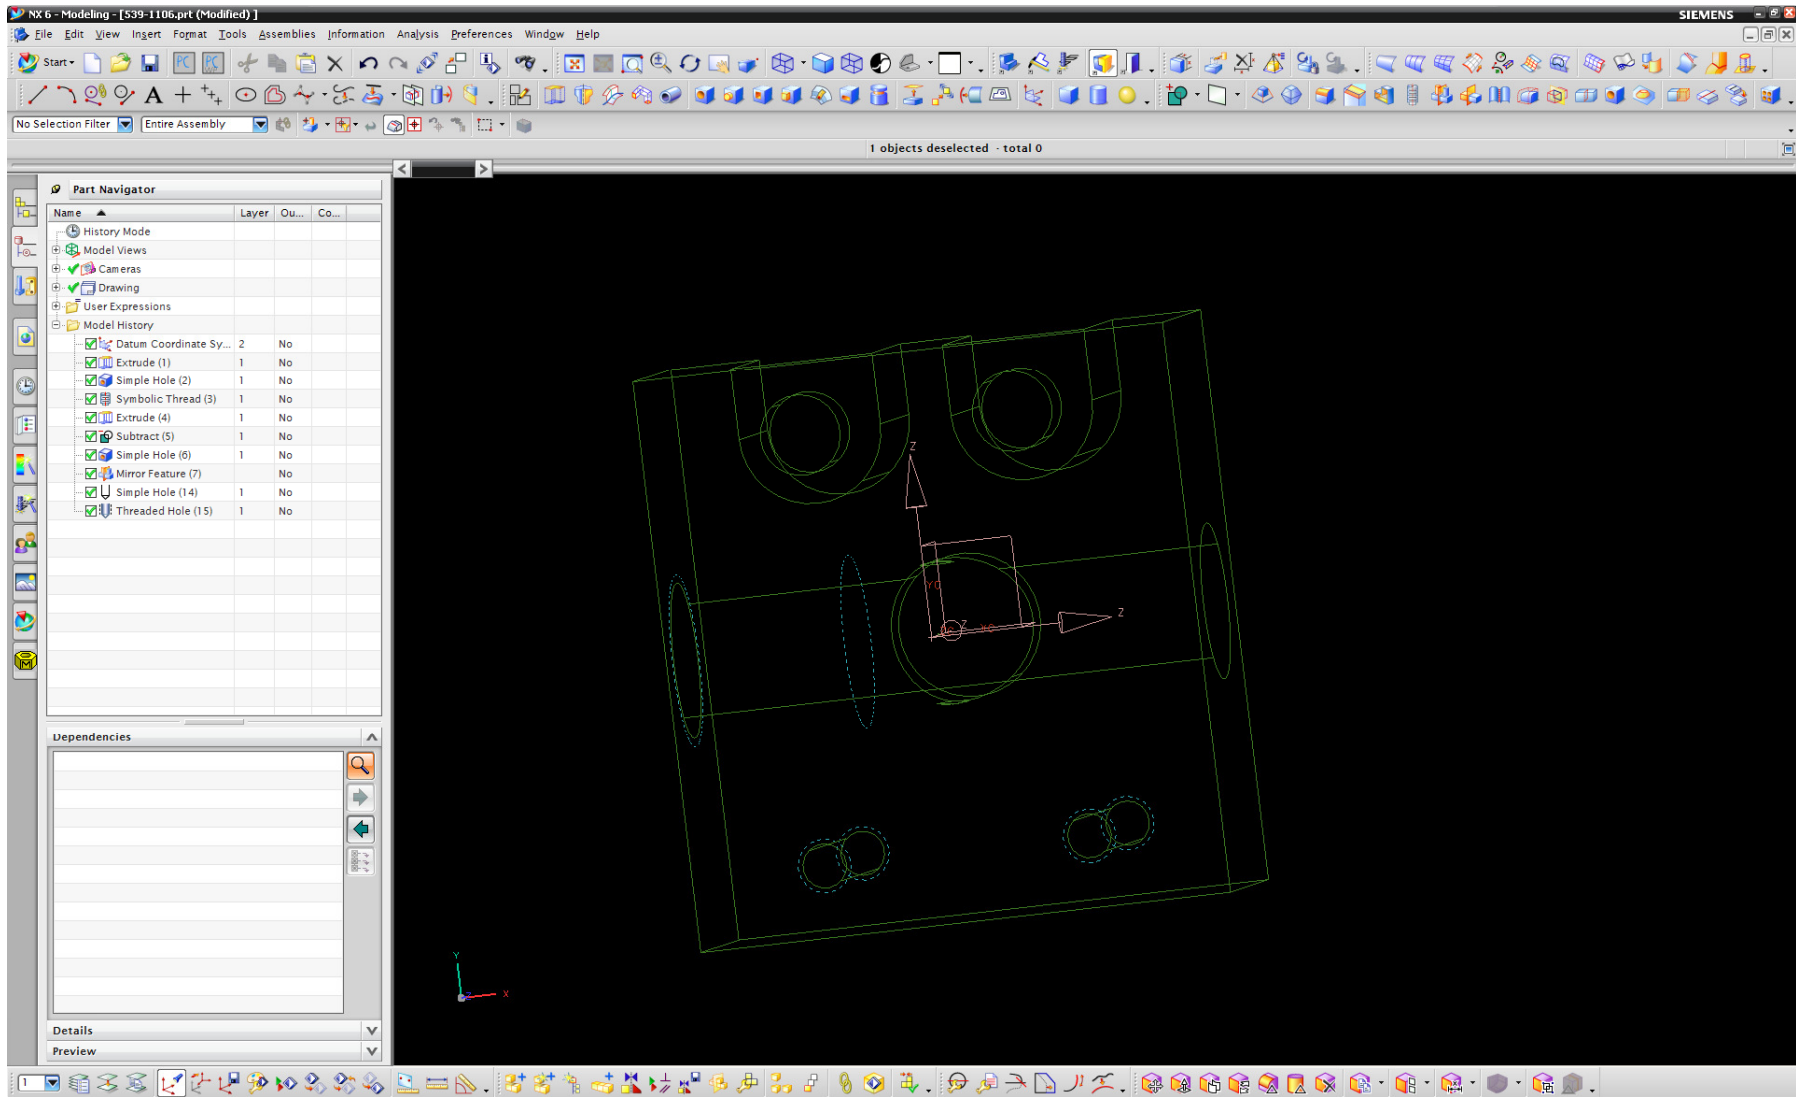 NX 6 - Modeling - [539-1106.prt (Modified) ]
SIEMENS
File Edit View Insert Format Tools Assemblies Information Analysis Preferences Window Help
Start
PC
A
No Selection Filter
Entire Assembly
1 objects deselected - total 0
Part Navigator
Name Layer Ou... Co...
History Mode
Model Views
Cameras
Drawing
User Expressions
Model History
Datum Coordinate Sy... 2 No
Extrude (1) 1 No
Simple Hole (2) 1 No
Symbolic Thread (3) 1 No
Extrude (4) 1 No
Subtract (5) 1 No
Simple Hole (6) 1 No
Mirror Feature (7) No
Simple Hole (14) 1 No
Threaded Hole (15) 1 No
Dependencies
Details
Preview
Z
Z
Z
Y
X
1